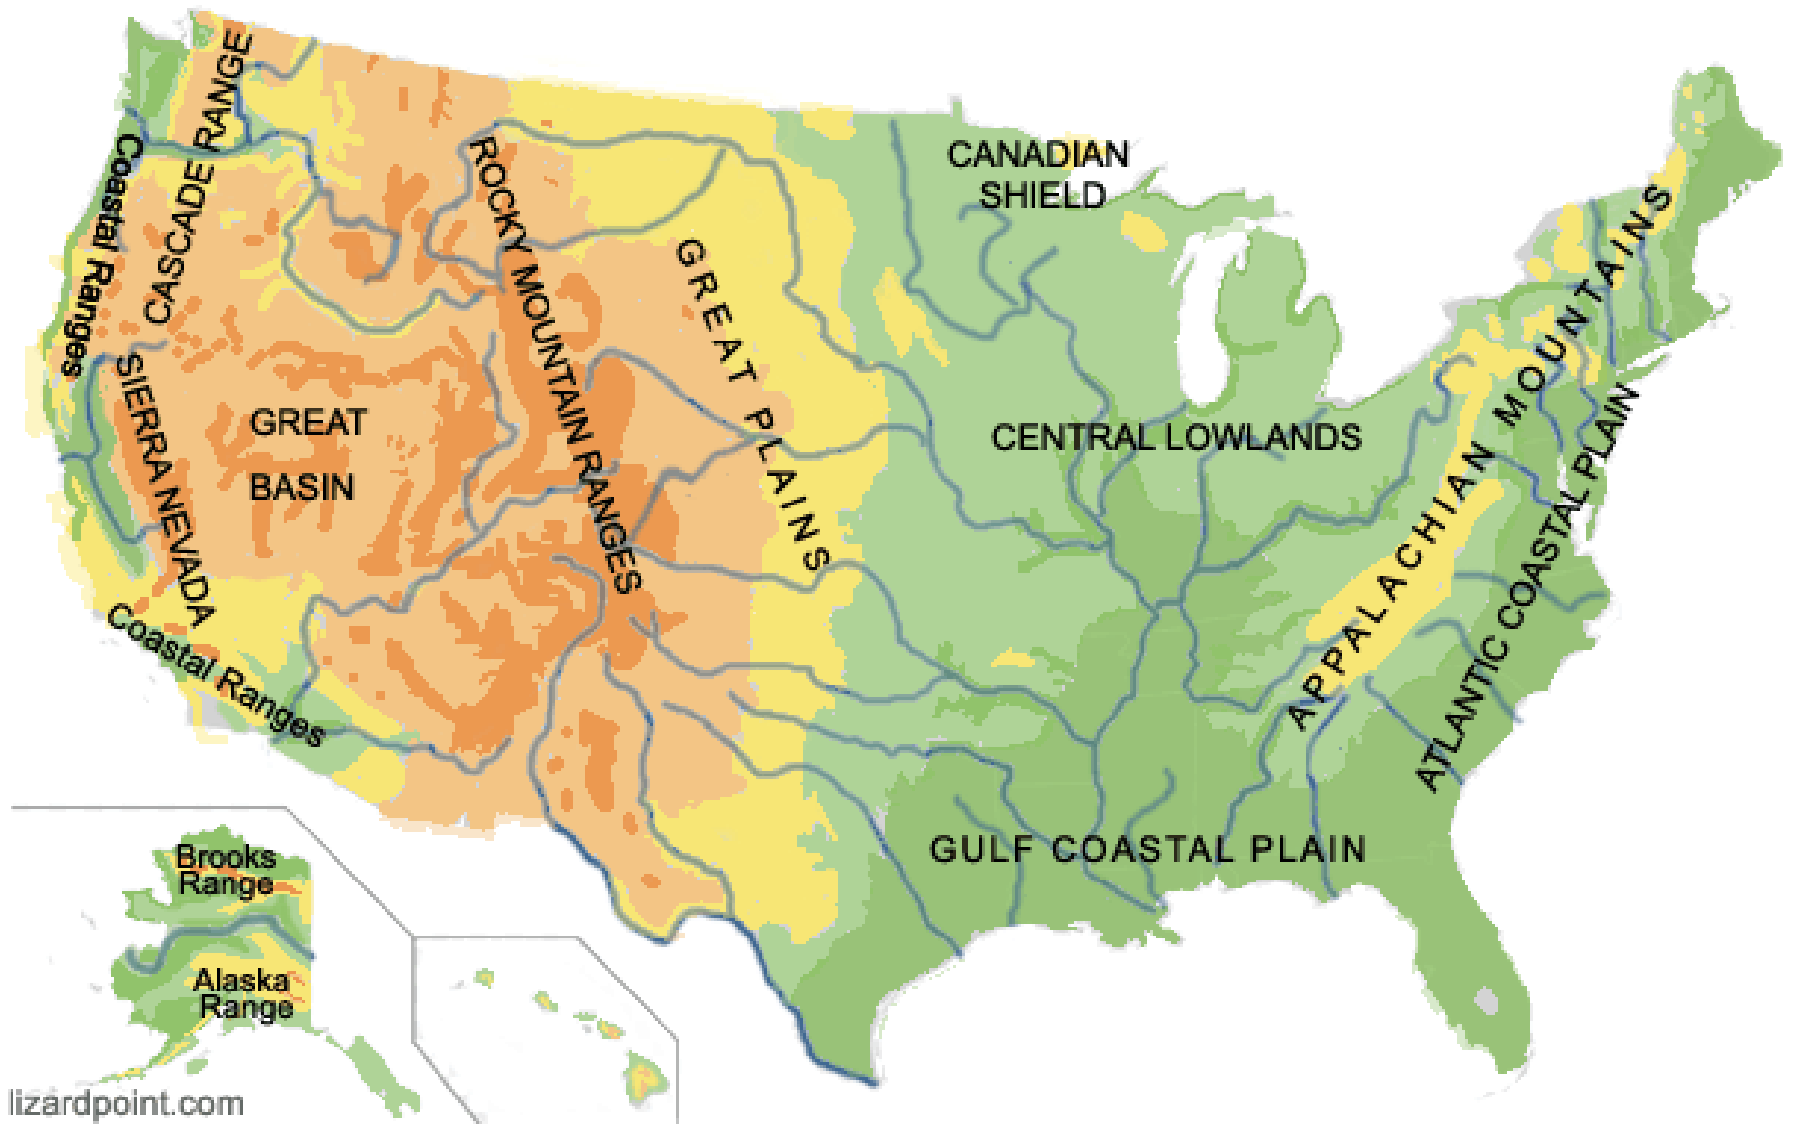 CASCADE RANGE
Coastal Ranges
ROCKY MOUNTAIN RANGES
CANADIAN
SHIELD
GREAT PLAINS
SIERRA NEVADA
GREAT
BASIN
CENTRAL LOWLANDS
APPALACHIAN MOUNTAINS
ATLANTIC COASTAL PLAIN
Coastal Ranges
GULF COASTAL PLAIN
Brooks
Range
Alaska
Range
lizardpoint.com